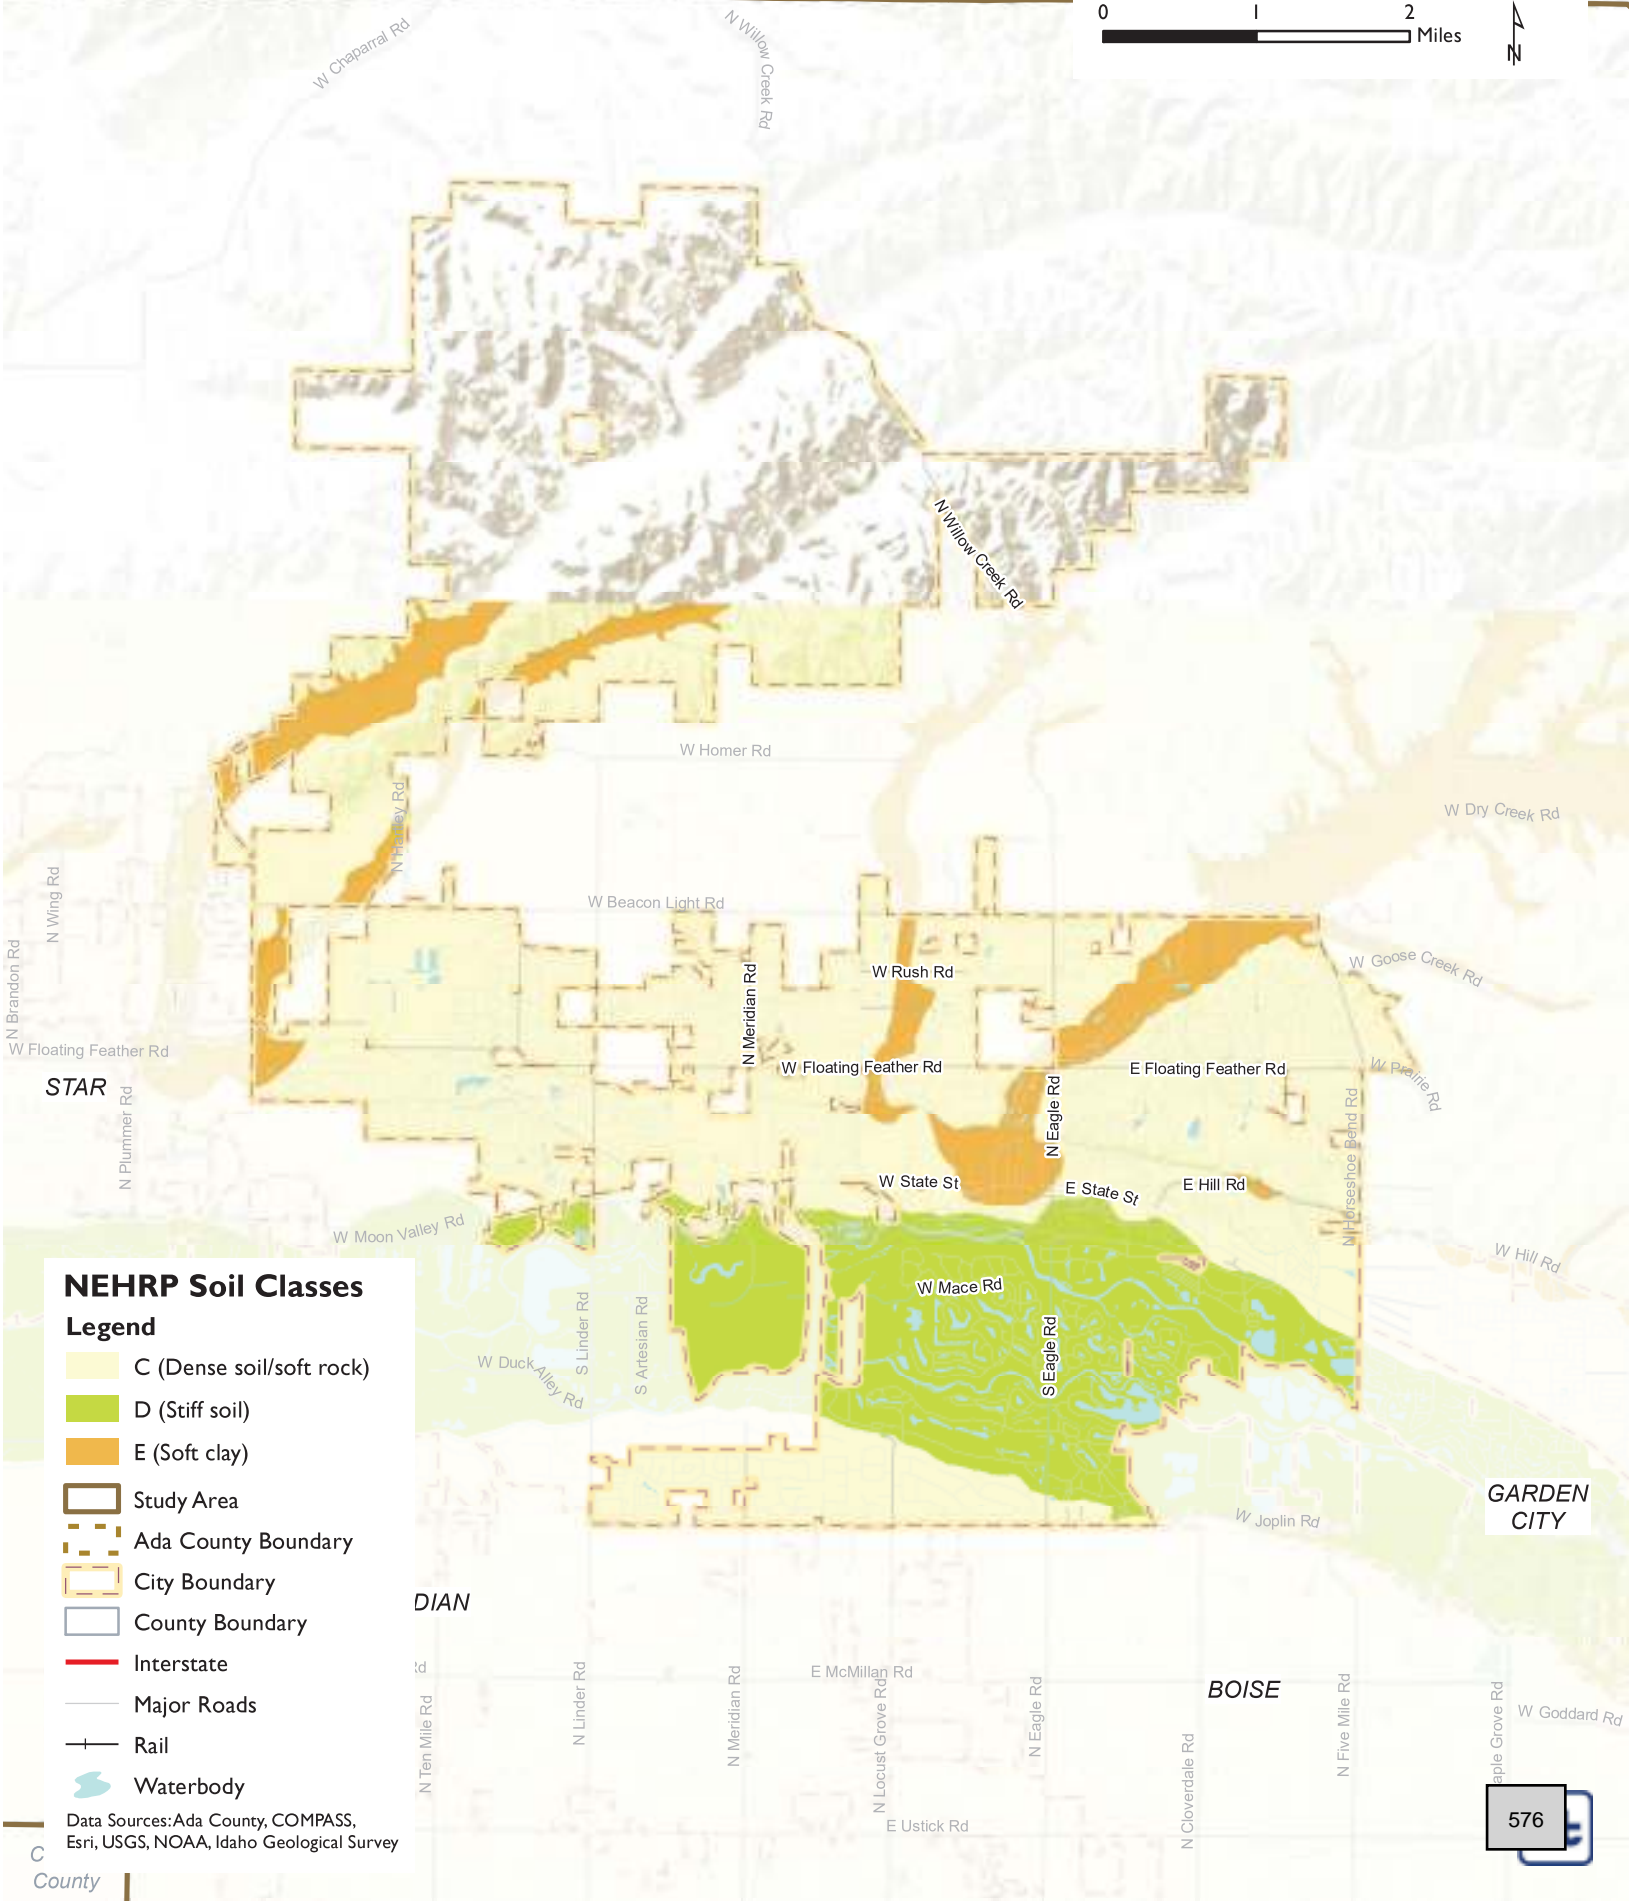 0 1 2
Miles
N
W Chaparral Rd
N Willow Creek Rd
N Willow Creek Rd
W Homer Rd
N Hartley Rd
W Dry Creek Rd
N Wing Rd
W Beacon Light Rd
N Brandon Rd
W Rush Rd
W Goose Creek Rd
N Meridian Rd
W Floating Feather Rd
W Floating Feather Rd
E Floating Feather Rd
W Prairie Rd
STAR
N Plummer Rd
N Eagle Rd
N Horseshoe Bend Rd
W State St
E State St
E Hill Rd
W Moon Valley Rd
W Hill Rd
W Mace Rd
S Linder Rd
S Artesian Rd
S Eagle Rd
W Duck Alley Rd
NEHRP Soil Classes
Legend
C (Dense soil/soft rock)
D (Stiff soil)
E (Soft clay)
Study Area
Ada County Boundary
City Boundary
County Boundary
Interstate
Major Roads
Rail
Waterbody
Data Sources: Ada County, COMPASS,
Esri, USGS, NOAA, Idaho Geological Survey
GARDEN
CITY
W Joplin Rd
DIAN
Rd
E McMillan Rd
BOISE
N Ten Mile Rd
N Linder Rd
N Meridian Rd
N Locust Grove Rd
N Eagle Rd
N Cloverdale Rd
N Five Mile Rd
aple Grove Rd
W Goddard Rd
E Ustick Rd
576
C
County